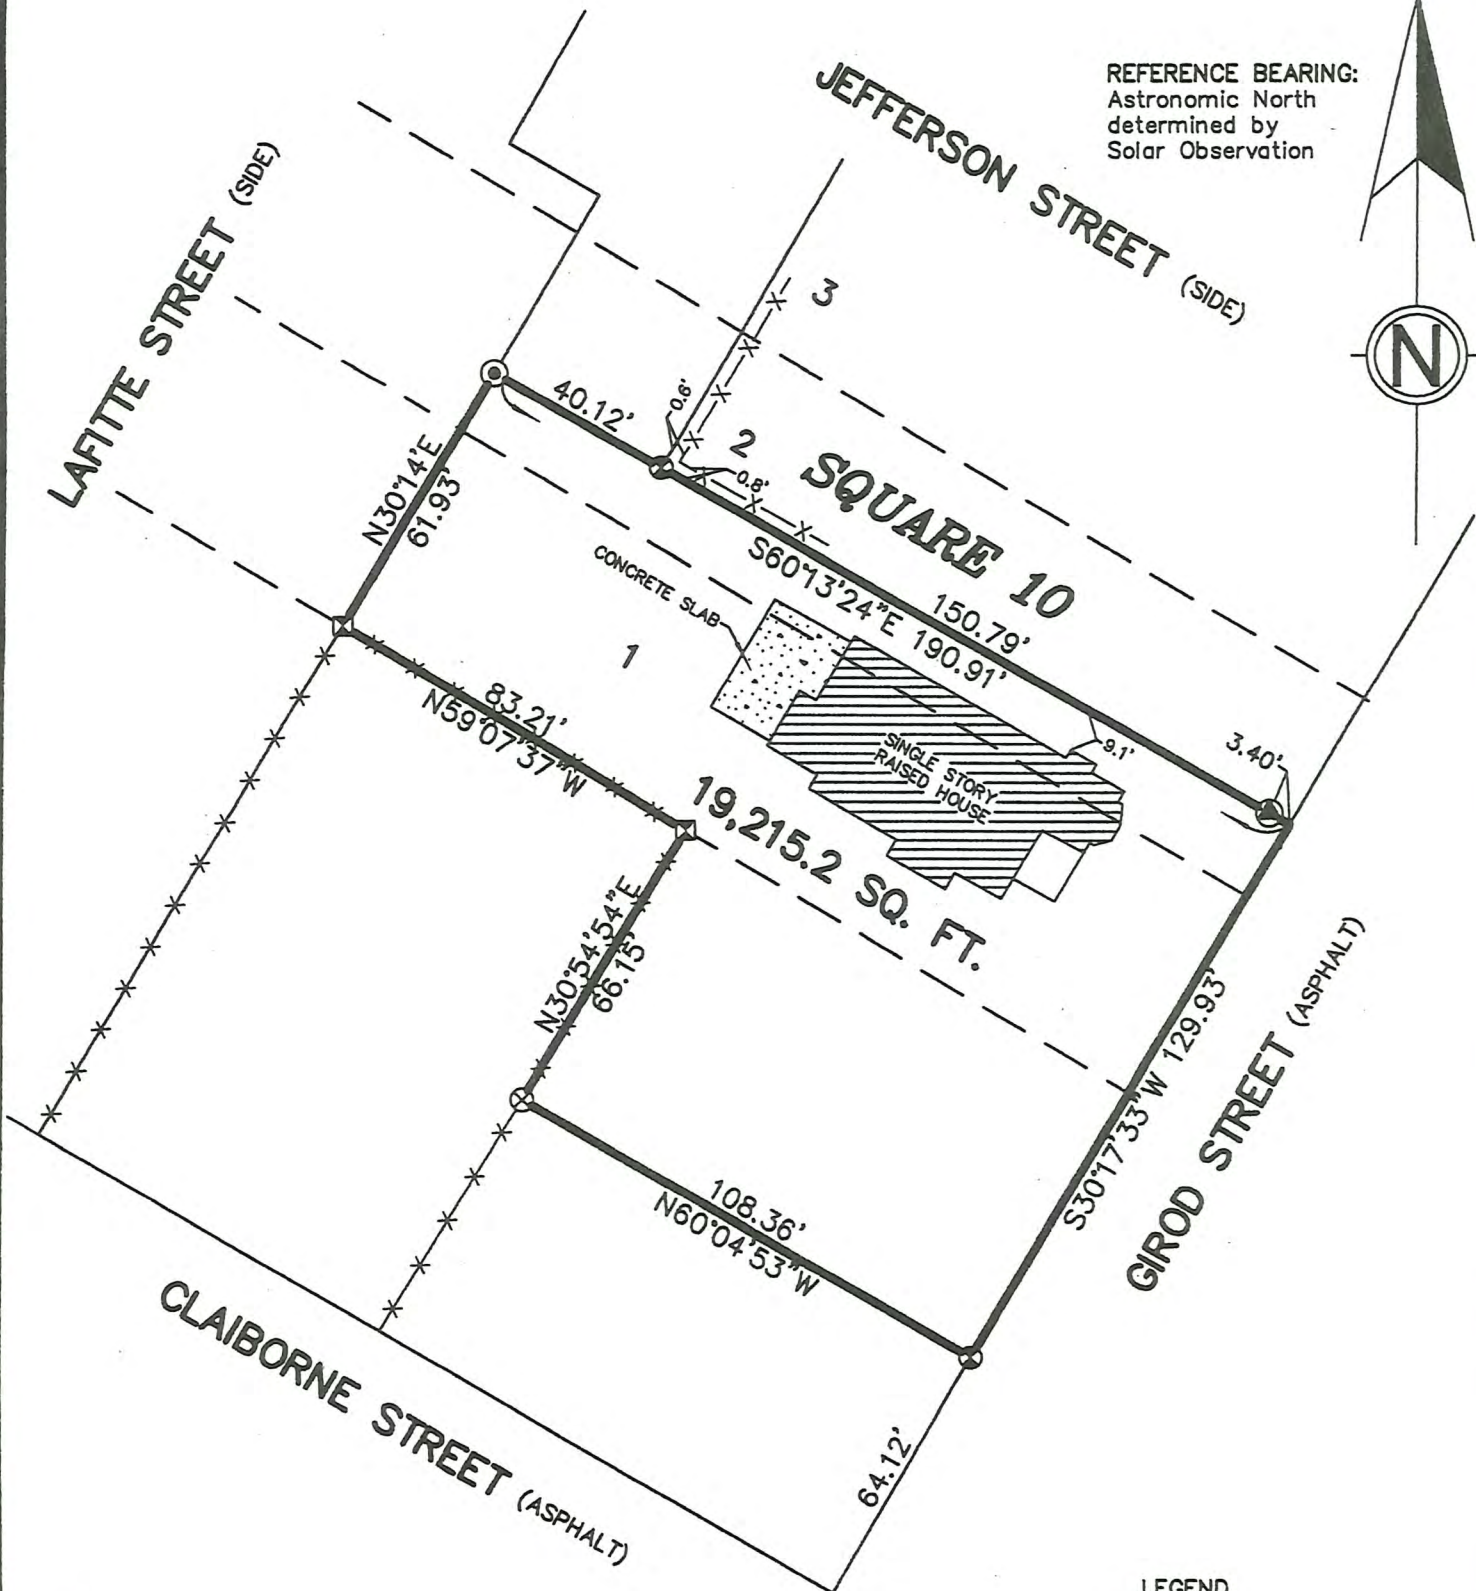 REFERENCE BEARING:
Astronomic North
determined by
Solar Observation
JEFFERSON STREET (SIDE)
LAFITTE STREET (SIDE)
N
3
40.12'
0.6'
2
0.8'
SQUARE 10
N30°14'E
61.93'
CONCRETE SLAB
S60°13'24"E 190.91'
150.79'
1
83.21'
N59°07'37"W
SINGLE STORY
RAISED HOUSE
9.1'
3.40'
19,215.2 SQ. FT.
N30°54'54"E
66.15'
S30°17'33"W 129.93'
GIROD STREET (ASPHALT)
108.36'
N60°04'53"W
CLAIBORNE STREET (ASPHALT)
64.12'
LEGEND